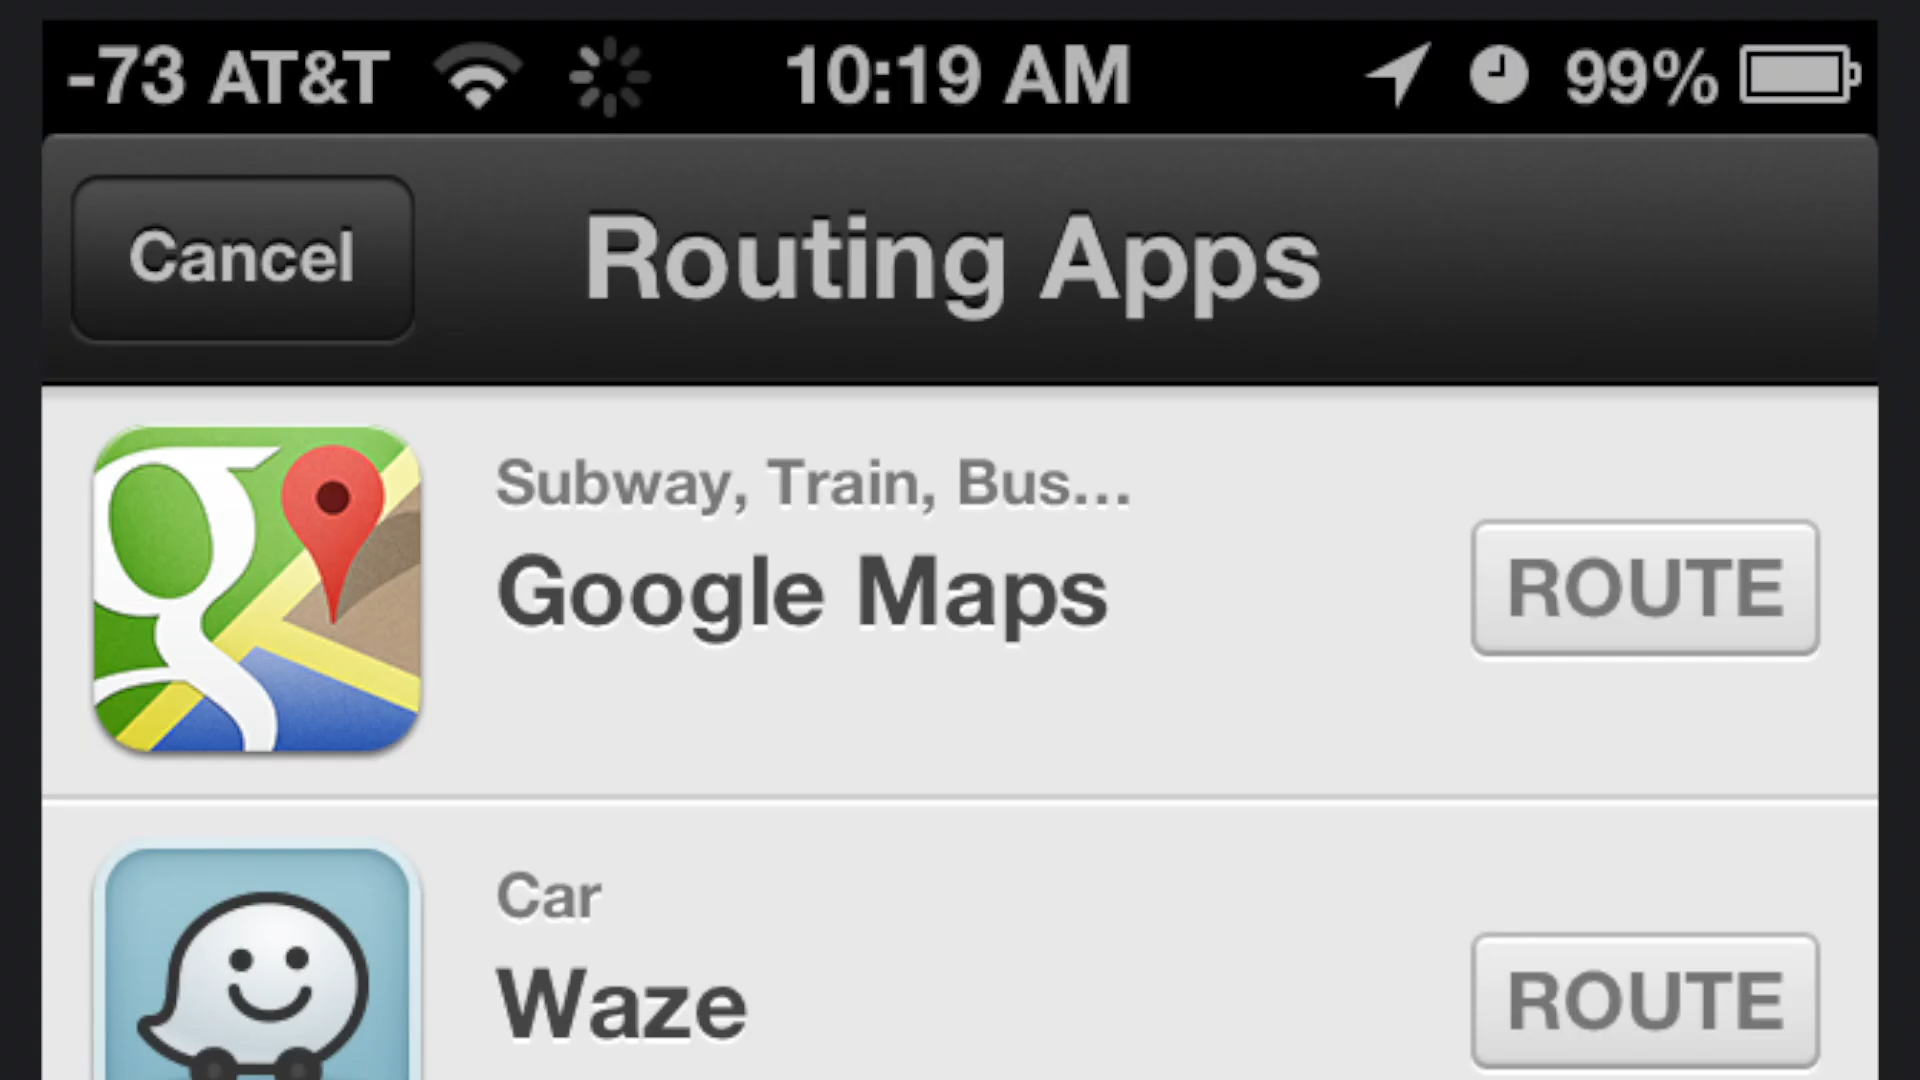 -73 AT&T 10:19 AM 99%
Cancel Routing Apps
Subway, Train, Bus...
Google Maps
ROUTE
Car
Waze
ROUTE